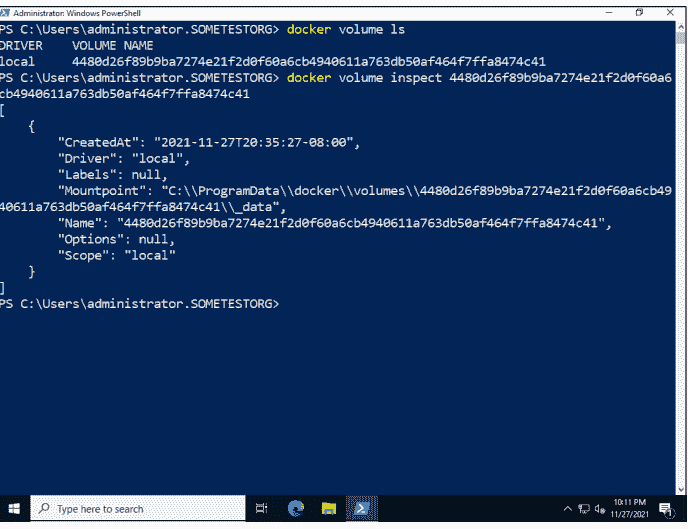 Administrator: Windows PowerShell
PS C:\Users\administrator.SOMETESTORG> docker volume ls
DRIVER    VOLUME NAME
local     4480d26f89b9ba7274e21f2d0f60a6cb4940611a763db50af464f7ffa8474c41
PS C:\Users\administrator.SOMETESTORG> docker volume inspect 4480d26f89b9ba7274e21f2d0f60a6
cb4940611a763db50af464f7ffa8474c41
[
    {
        "CreatedAt": "2021-11-27T20:35:27-08:00",
        "Driver": "local",
        "Labels": null,
        "Mountpoint": "C:\\ProgramData\\docker\\volumes\\4480d26f89b9ba7274e21f2d0f60a6cb49
40611a763db50af464f7ffa8474c41\\_data",
        "Name": "4480d26f89b9ba7274e21f2d0f60a6cb4940611a763db50af464f7ffa8474c41",
        "Options": null,
        "Scope": "local"
    }
]
PS C:\Users\administrator.SOMETESTORG>
Type here to search
10:11 PM
11/27/2021
1